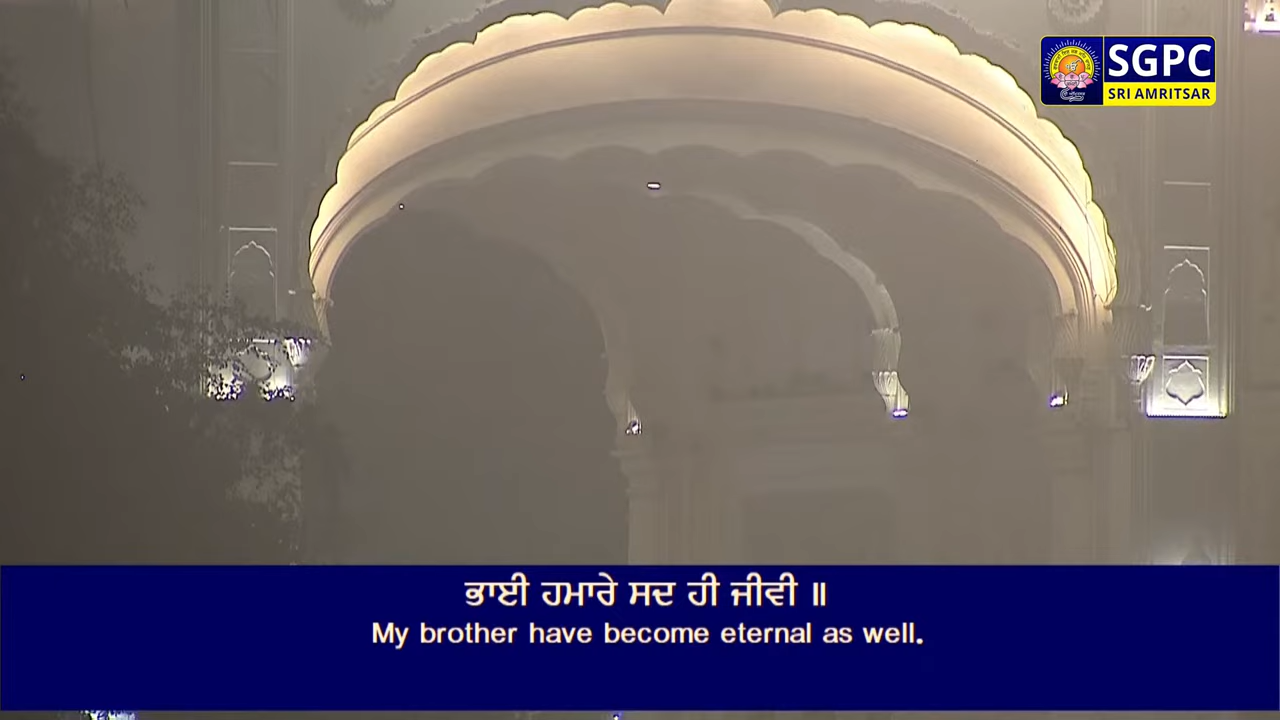 SGPC
SRI AMRITSAR
ਭਾਈ ਹਮਾਰੇ ਸਦ ਹੀ ਜੀਵੀ ॥
My brother have become eternal as well.